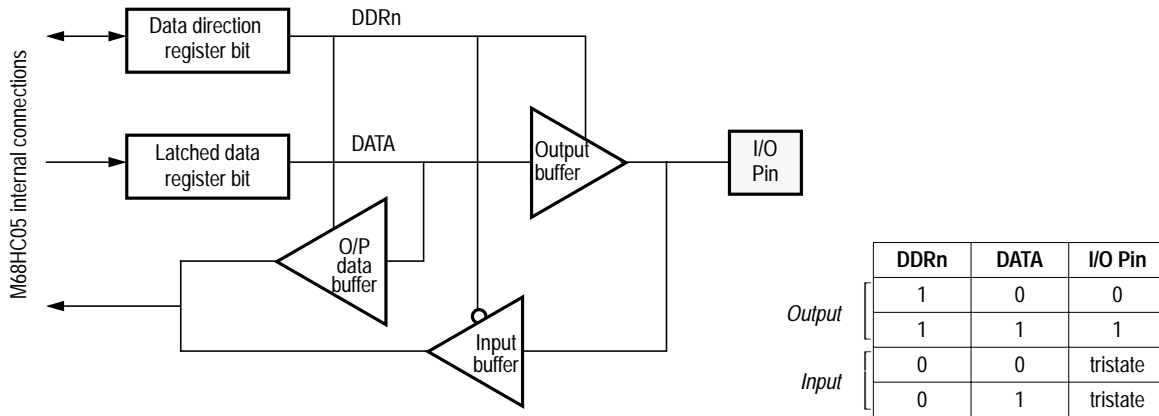 M68HC05 internal connections
Data direction
register bit
DDRn
Latched data
register bit
DATA
Output
buffer
I/O
Pin
O/P
data
buffer
Input
buffer
DDRn DATA I/O Pin
Output
1 0 0
1 1 1
Input
0 0 tristate
0 1 tristate